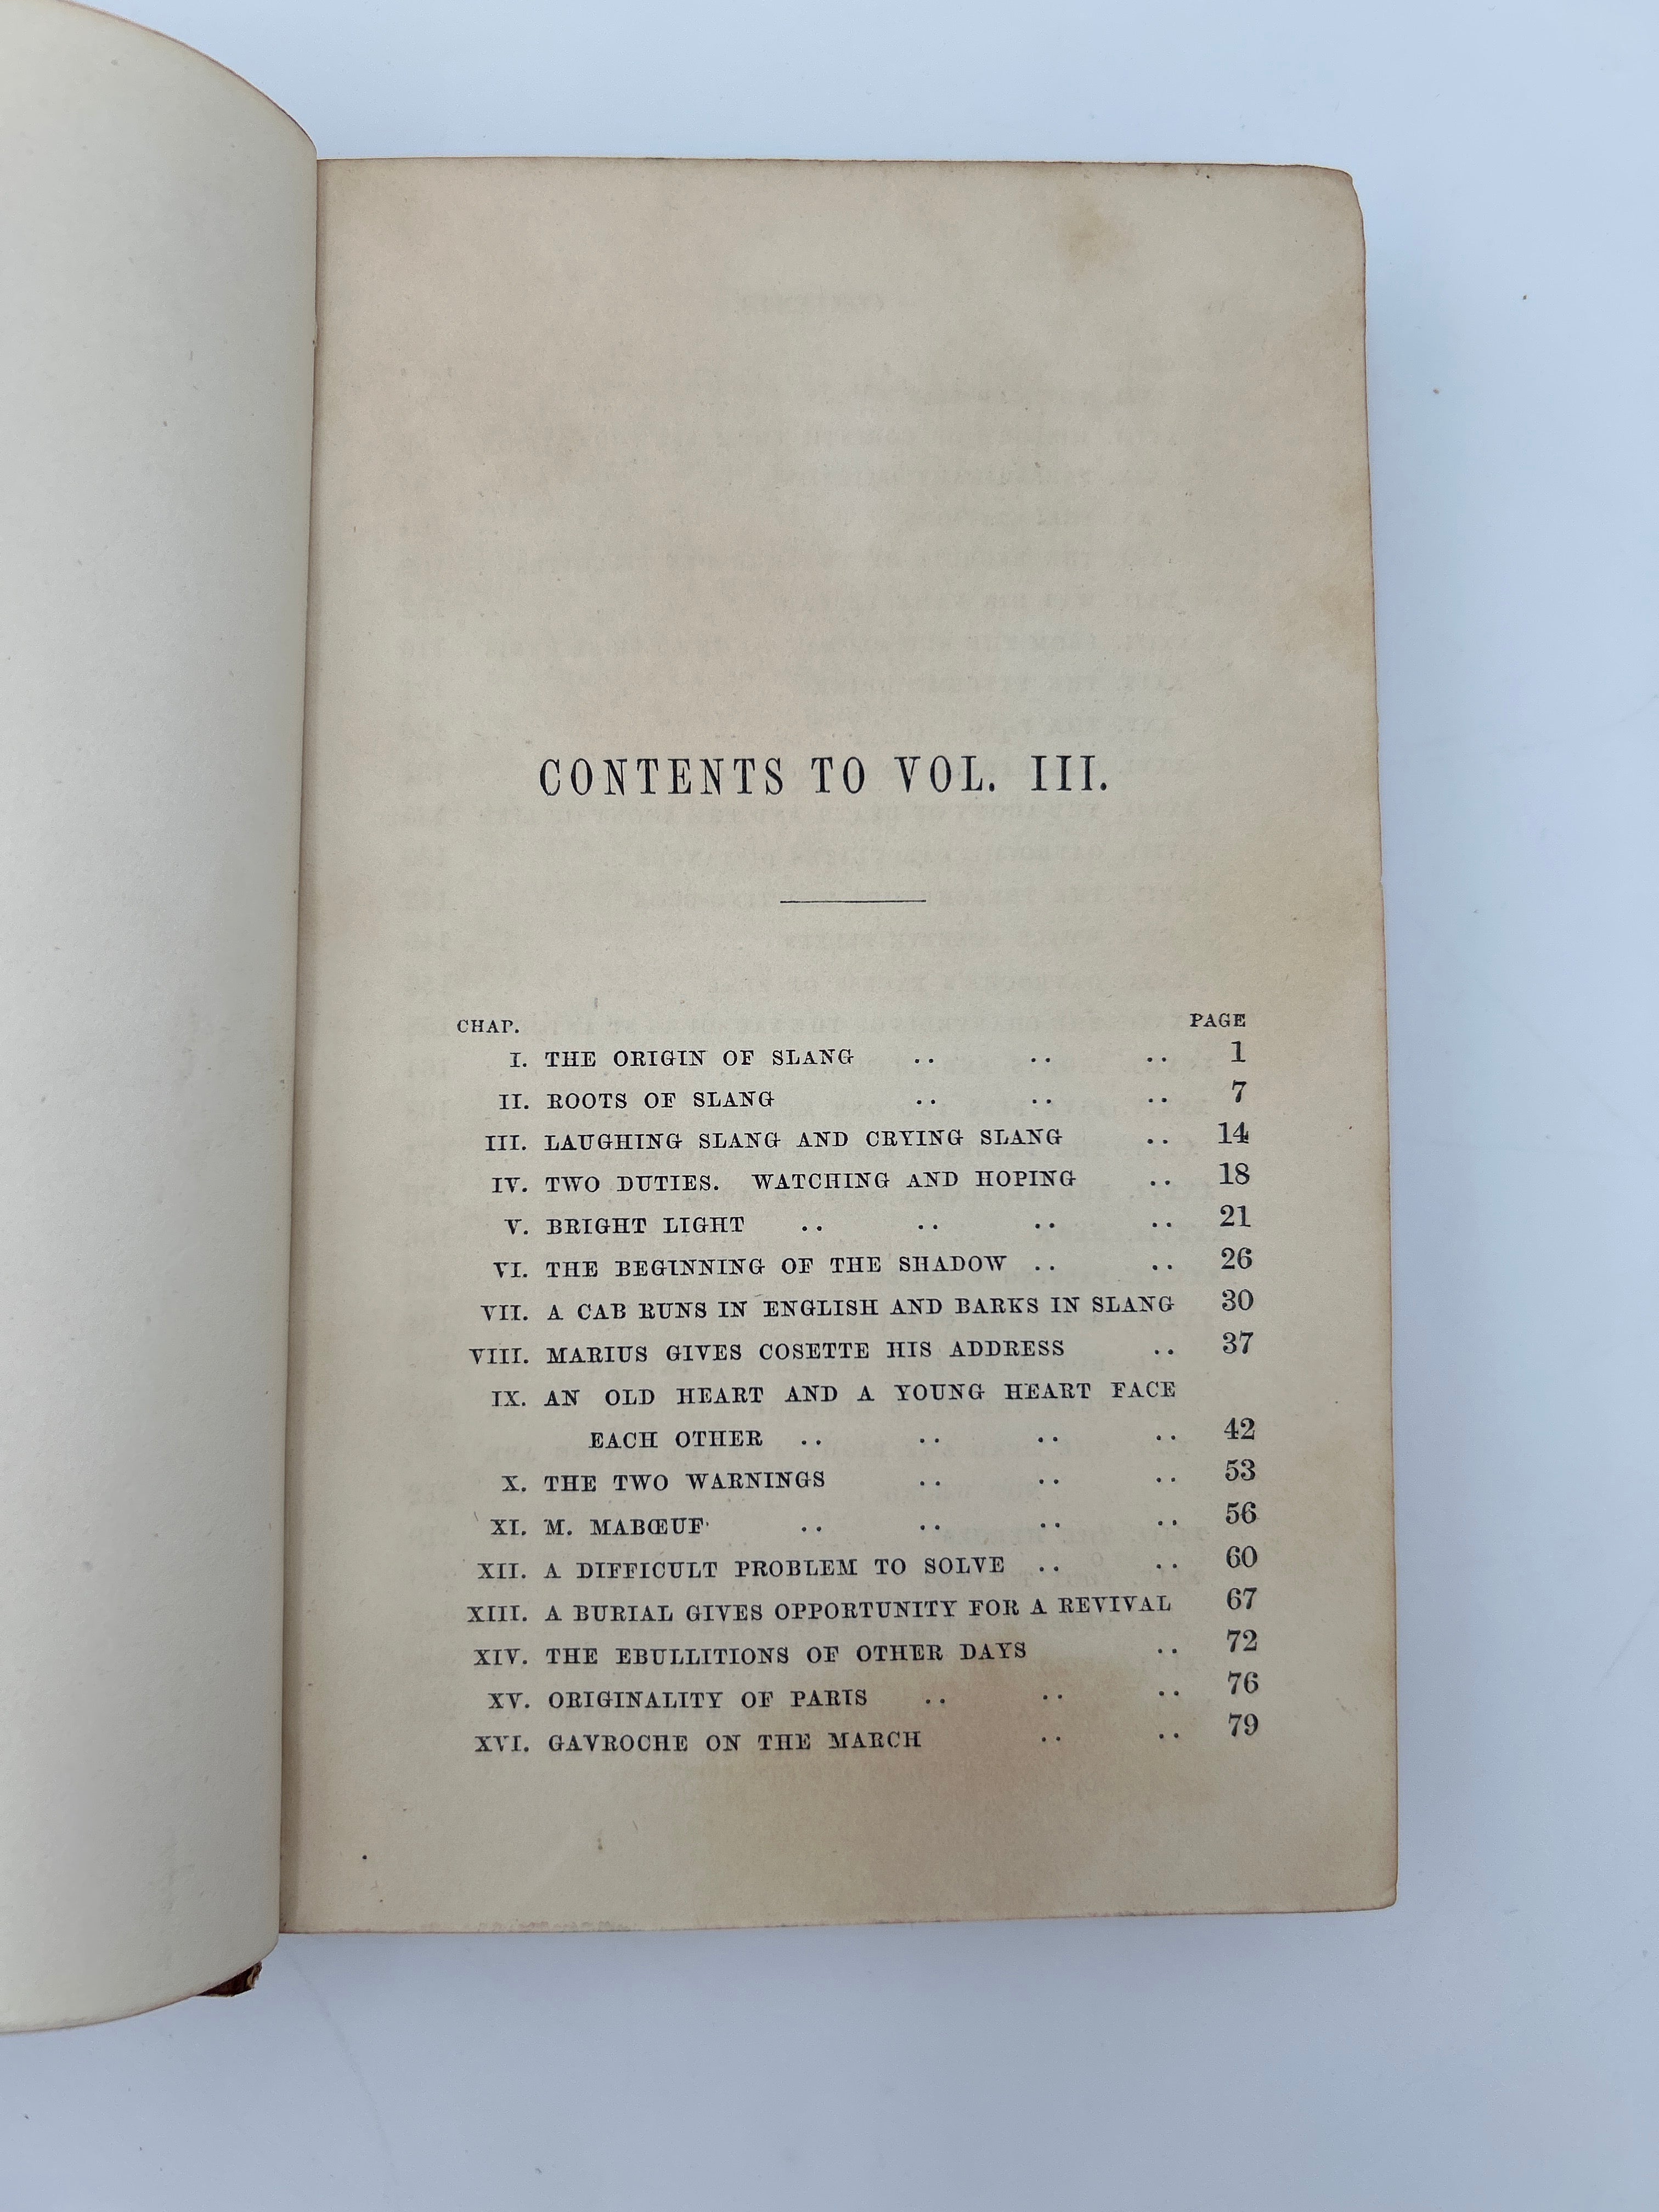 CONTENTS TO VOL. III.
CHAP. PAGE
I. THE ORIGIN OF SLANG .. .. .. 1
II. ROOTS OF SLANG .. .. .. 7
III. LAUGHING SLANG AND CRYING SLANG .. 14
IV. TWO DUTIES. WATCHING AND HOPING .. 18
V. BRIGHT LIGHT .. .. .. .. 21
VI. THE BEGINNING OF THE SHADOW .. .. 26
VII. A CAB RUNS IN ENGLISH AND BARKS IN SLANG 30
VIII. MARIUS GIVES COSETTE HIS ADDRESS .. 37
IX. AN OLD HEART AND A YOUNG HEART FACE
EACH OTHER .. .. .. .. 42
X. THE TWO WARNINGS .. .. .. 53
XI. M. MABŒUF .. .. .. .. 56
XII. A DIFFICULT PROBLEM TO SOLVE .. .. 60
XIII. A BURIAL GIVES OPPORTUNITY FOR A REVIVAL 67
XIV. THE EBULLITIONS OF OTHER DAYS .. 72
XV. ORIGINALITY OF PARIS .. .. .. 76
XVI. GAVROCHE ON THE MARCH .. .. 79